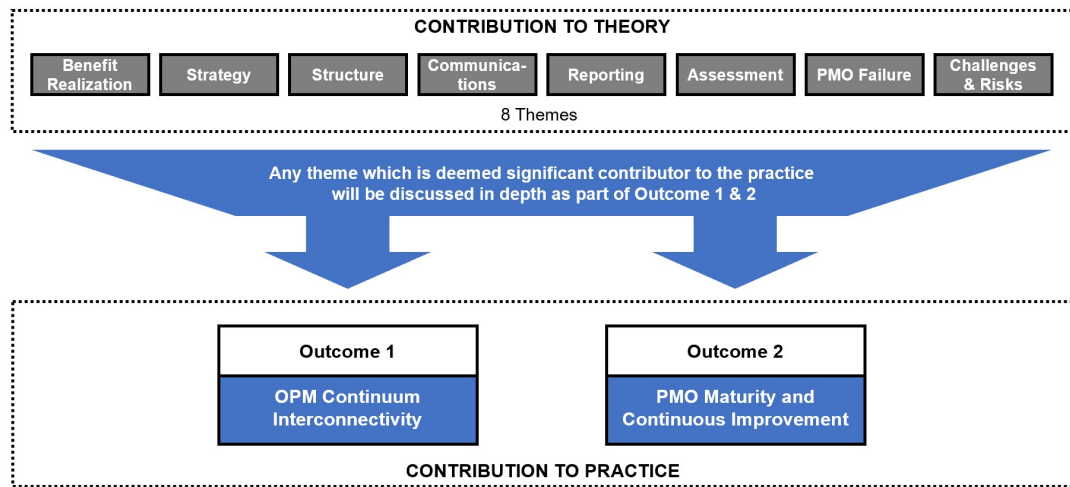 CONTRIBUTION TO THEORY
Benefit
Realization
Strategy
Structure
Communica-
tions
Reporting
Assessment
PMO Failure
Challenges
& Risks
8 Themes
Any theme which is deemed significant contributor to the practice
will be discussed in depth as part of Outcome 1 & 2
Outcome 1
OPM Continuum
Interconnectivity
Outcome 2
PMO Maturity and
Continuous Improvement
CONTRIBUTION TO PRACTICE